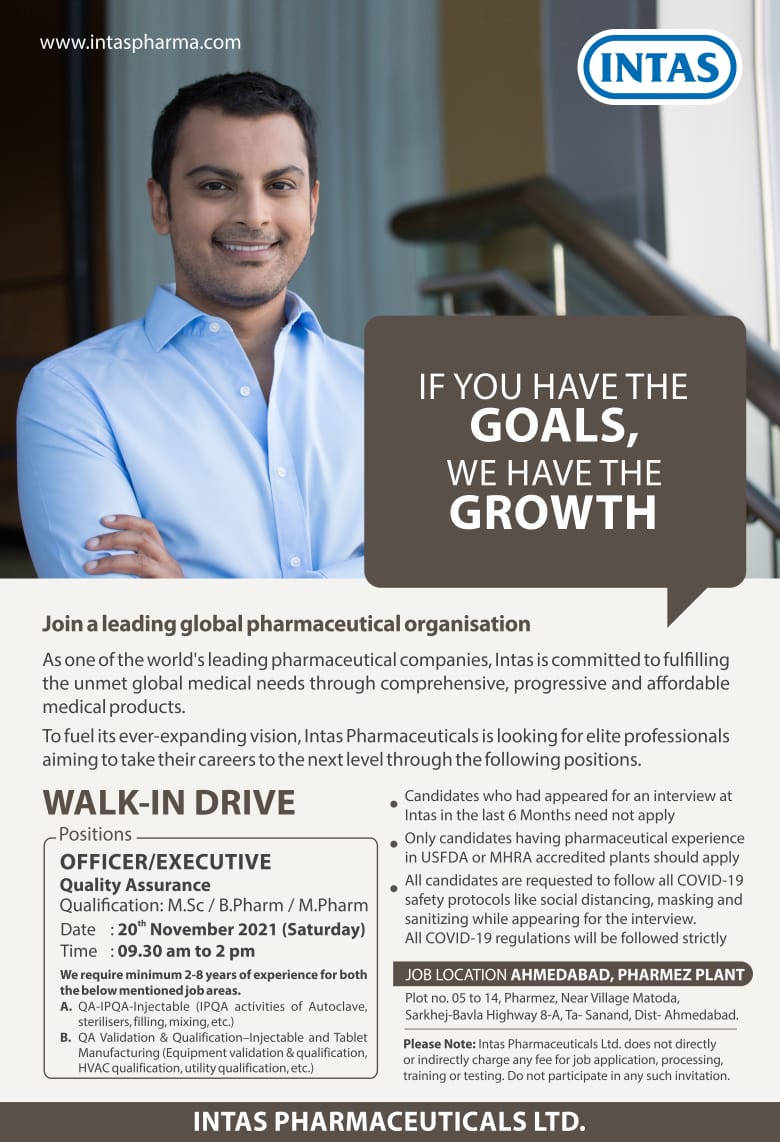 www.intaspharma.com
INTAS
IF YOU HAVE THE
GOALS,
WE HAVE THE
GROWTH
Join a leading global pharmaceutical organisation
As one of the world's leading pharmaceutical companies, Intas is committed to fulfilling
the unmet global medical needs through comprehensive, progressive and affordable
medical products.
To fuel its ever-expanding vision, Intas Pharmaceuticals is looking for elite professionals
aiming to take their careers to the next level through the following positions.
WALK-IN DRIVE
Positions
OFFICER/EXECUTIVE
Quality Assurance
Qualification: M.Sc / B.Pharm / M.Pharm
Date : 20th November 2021 (Saturday)
Time : 09.30 am to 2 pm
We require minimum 2-8 years of experience for both
the below mentioned job areas.
A. QA-IPQA-Injectable (IPQA activities of Autoclave,
sterilisers, filling, mixing, etc.)
B. QA Validation & Qualification–Injectable and Tablet
Manufacturing (Equipment validation & qualification,
HVAC qualification, utility qualification, etc.)
• Candidates who had appeared for an interview at
Intas in the last 6 Months need not apply
• Only candidates having pharmaceutical experience
in USFDA or MHRA accredited plants should apply
• All candidates are requested to follow all COVID-19
safety protocols like social distancing, masking and
sanitizing while appearing for the interview.
All COVID-19 regulations will be followed strictly
JOB LOCATION AHMEDABAD, PHARMEZ PLANT
Plot no. 05 to 14, Pharmez, Near Village Matoda,
Sarkhej-Bavla Highway 8-A, Ta- Sanand, Dist- Ahmedabad.
Please Note: Intas Pharmaceuticals Ltd. does not directly
or indirectly charge any fee for job application, processing,
training or testing. Do not participate in any such invitation.
INTAS PHARMACEUTICALS LTD.